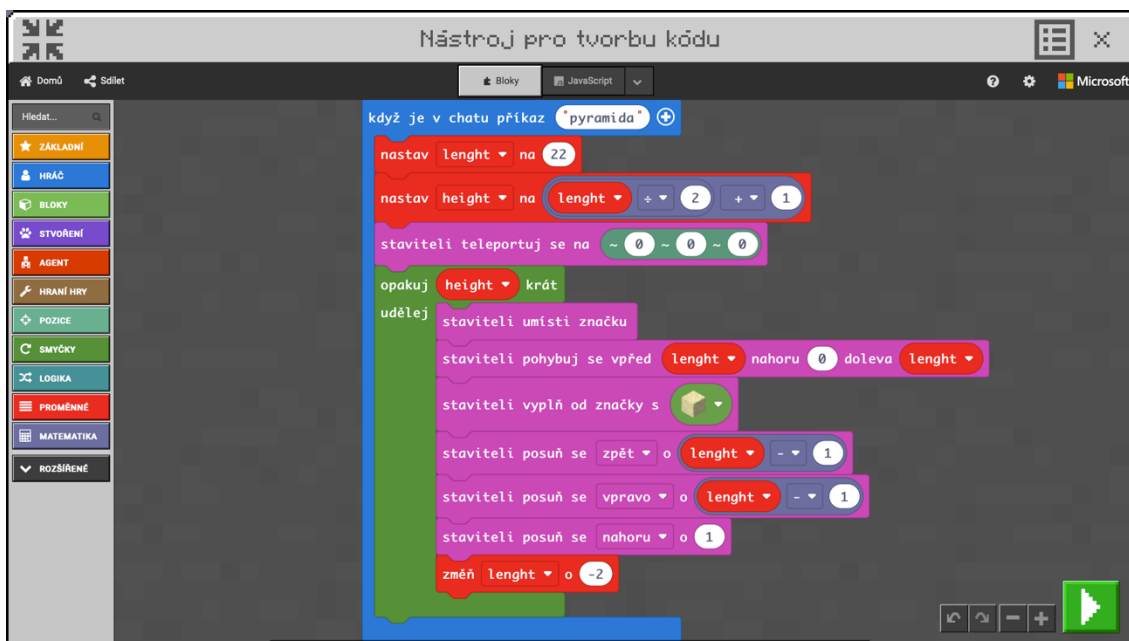 Nástroj pro tvorbu kódu
Domů Sdílet Bloky JavaScript Microsoft
Hledat...
ZÁKLADNÍ
HRÁČ
BLOKY
STVOŘENÍ
AGENT
HRANÍ HRY
POZICE
SMYČKY
LOGIKA
PROMĚNNÉ
MATEMATIKA
ROZŠÍŘENÉ
když je v chatu příkaz "pyramida"
nastav lenght na 22
nastav height na lenght ÷ 2 + 1
staviteli teleportuj se na ~ 0 ~ 0 ~ 0
opakuj height krát
udělej
staviteli umísti značku
staviteli pohybuj se vpřed lenght nahoru 0 doleva lenght
staviteli vyplň od značky s
staviteli posuň se zpět o lenght - 1
staviteli posuň se vpravo o lenght - 1
staviteli posuň se nahoru o 1
změň lenght o -2